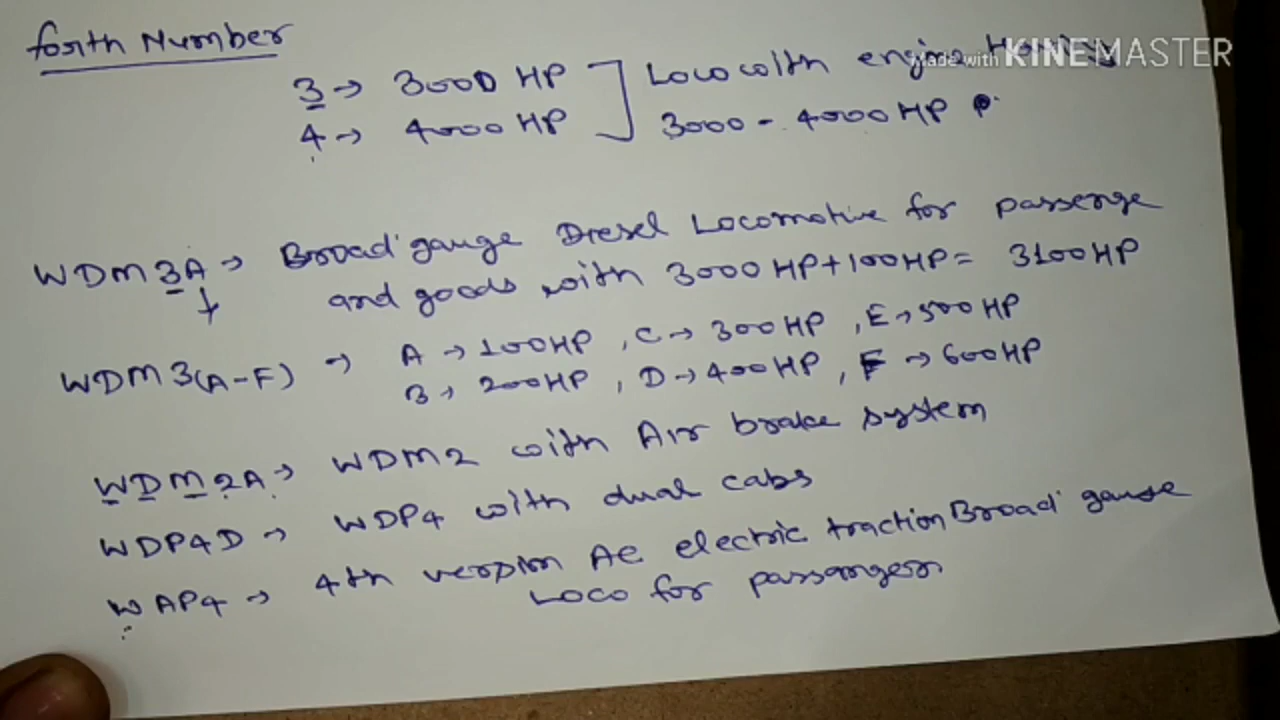 forth Number
3 → 3000 HP ] Loco with engine
4 → 4000 HP ] 3000 - 4000 HP
Made with KINEMASTER
WDM3A → Broad gauge Diesel Locomotive for passenge
and goods with 3000 HP + 100 HP = 3100 HP
WDM3(A-F) → A → 100HP, C → 300 HP, E → 500 HP
B → 200 HP, D → 400 HP, F → 600 HP
WDM2A → WDM2 with Air brake system
WDP4D → WDP4 with dual cabs
WAP4 → 4th version AC electric traction Broad gauge
Loco for passangers